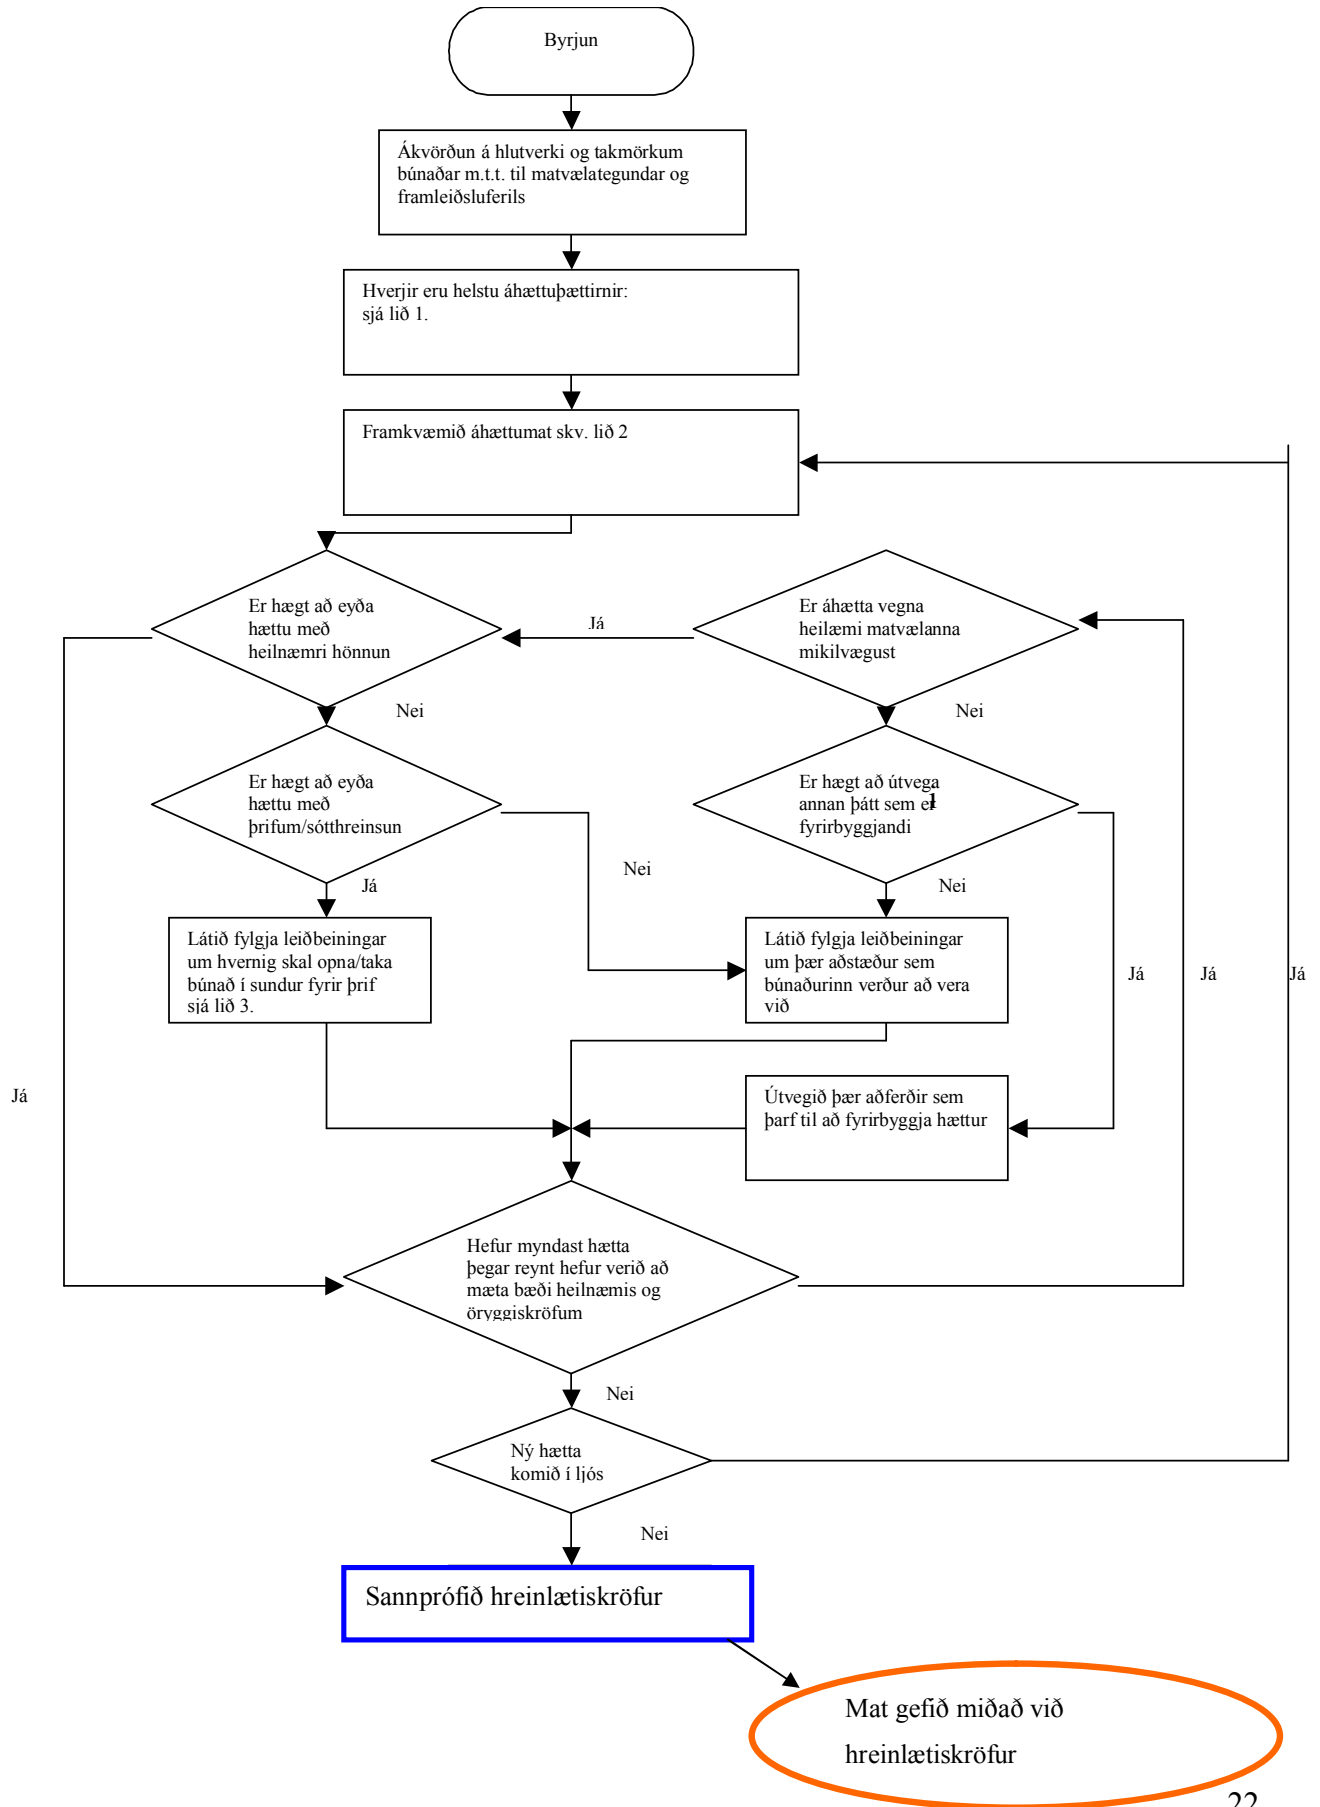 Byrjun
Ákvörðun á hlutverki og takmörkum
búnaðar m.t.t. til matvælategundar og
framleiðsluferils
Hverjir eru helstu áhættuþættirnir:
sjá lið 1.
Framkvæmið áhættumat skv. lið 2
Er hægt að eyða
hættu með
heilnæmri hönnun
Já
Er áhætta vegna
heilæmi matvælanna
mikilvægust
Nei
Nei
Er hægt að eyða
hættu með
þrifum/sótthreinsun
Er hægt að útvega
annan þátt sem er
fyrirbyggjandi
1
Nei
Já
Nei
Látið fylgja leiðbeiningar
um hvernig skal opna/taka
búnað í sundur fyrir þrif
sjá lið 3.
Látið fylgja leiðbeiningar
um þær aðstæður sem
búnaðurinn verður að vera
við
Já
Já
Já
Já
Útvegið þær aðferðir sem
þarf til að fyrirbyggja hættur
Hefur myndast hætta
þegar reynt hefur verið að
mæta bæði heilnæmis og
öryggiskröfum
Nei
Ný hætta
komið í ljós
Nei
Sannprófið hreinlætiskröfur
Mat gefið miðað við
hreinlætiskröfur
22